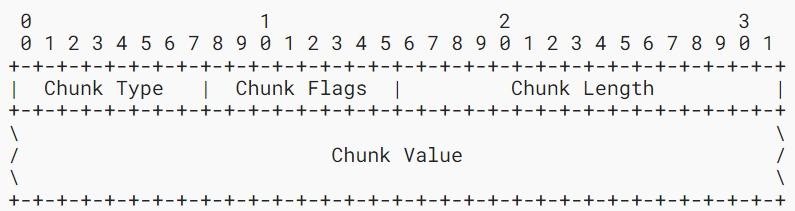 0                   1                   2                   3
 0 1 2 3 4 5 6 7 8 9 0 1 2 3 4 5 6 7 8 9 0 1 2 3 4 5 6 7 8 9 0 1
+-+-+-+-+-+-+-+-+-+-+-+-+-+-+-+-+-+-+-+-+-+-+-+-+-+-+-+-+-+-+-+-+
|  Chunk Type   |  Chunk Flags  |         Chunk Length          |
+-+-+-+-+-+-+-+-+-+-+-+-+-+-+-+-+-+-+-+-+-+-+-+-+-+-+-+-+-+-+-+-+
\                                                               \
/                          Chunk Value                          /
\                                                               \
+-+-+-+-+-+-+-+-+-+-+-+-+-+-+-+-+-+-+-+-+-+-+-+-+-+-+-+-+-+-+-+-+